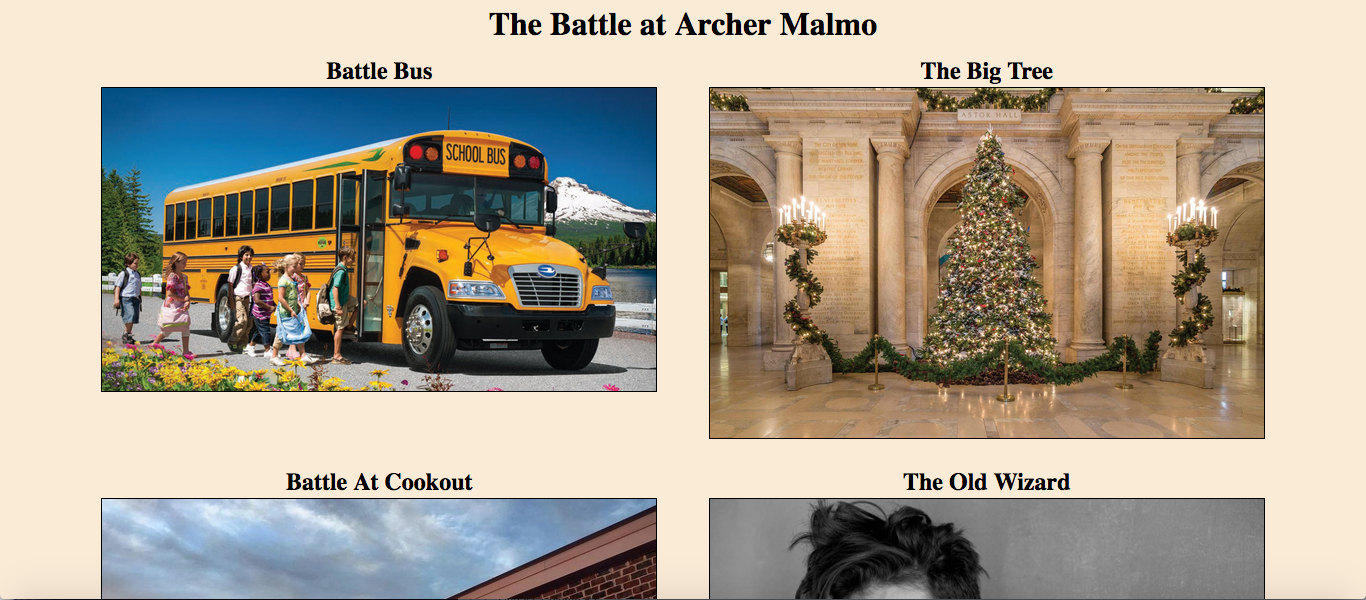 The Battle at Archer Malmo
Battle Bus
The Big Tree
SCHOOL BUS
ASTOR HALL
Battle At Cookout
The Old Wizard